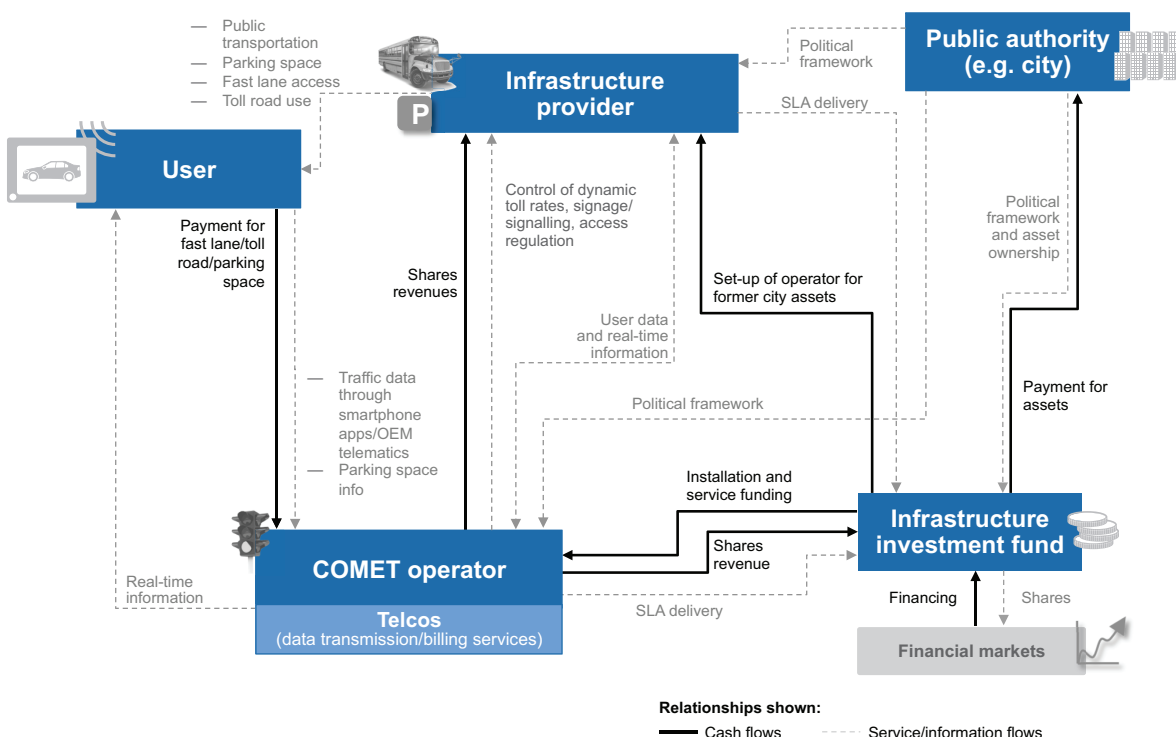 — Public
transportation
— Parking space
— Fast lane access
— Toll road use
Infrastructure
provider
P
Political
framework
Public authority
(e.g. city)
SLA delivery
User
Payment for
fast lane/toll
road/parking
space
Shares
revenues
Control of dynamic
toll rates, signage/
signalling, access
regulation
Set-up of operator for
former city assets
Political
framework
and asset
ownership
User data
and real-time
information
— Traffic data
through
smartphone
apps/OEM
telematics
— Parking space
info
Political framework
Payment for
assets
Installation and
service funding
Infrastructure
investment fund
COMET operator
Shares
revenue
Real-time
information
SLA delivery
Financing
Shares
Telcos
(data transmission/billing services)
Financial markets
Relationships shown:
Cash flows
Service/information flows